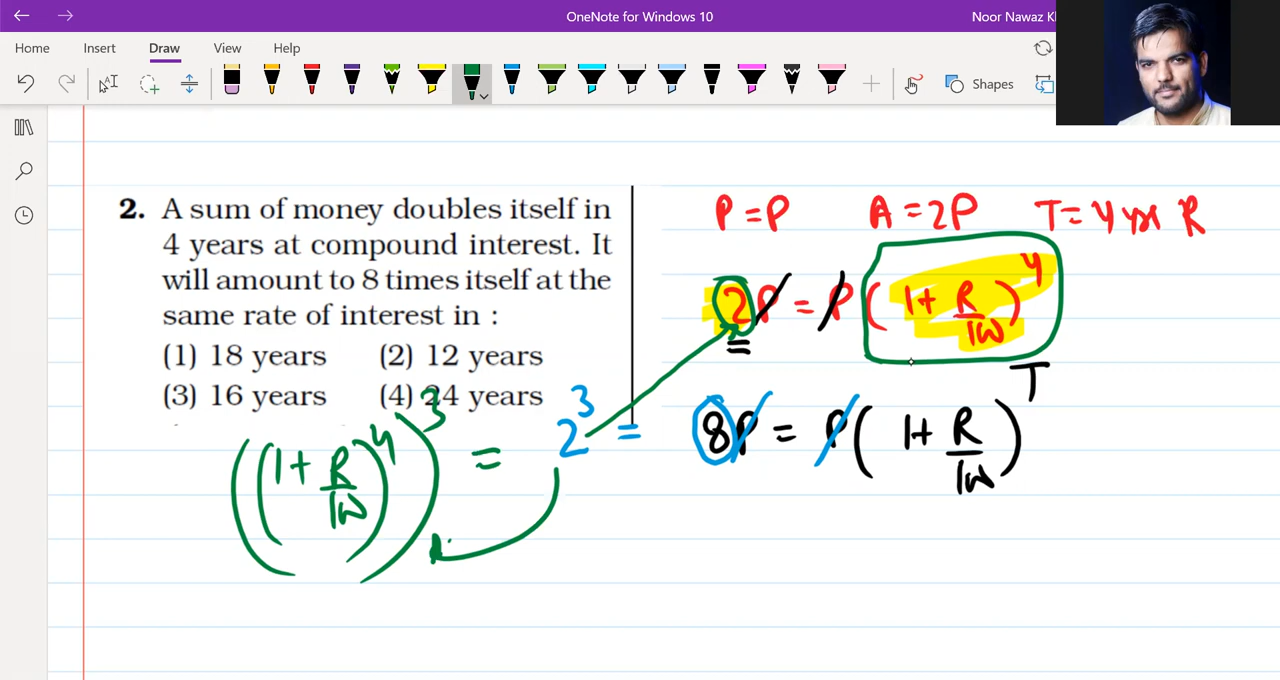 OneNote for Windows 10
Noor Nawaz Kh
Home Insert Draw View Help
Shapes
2. A sum of money doubles itself in
4 years at compound interest. It
will amount to 8 times itself at the
same rate of interest in :
(1) 18 years (2) 12 years
(3) 16 years (4) 24 years
P = P A = 2P T = 4 yrs R
2P = P (1 + R/100)^4
8P = P (1 + R/100)^T
((1 + R/100)^4)^3 = 2^3 =